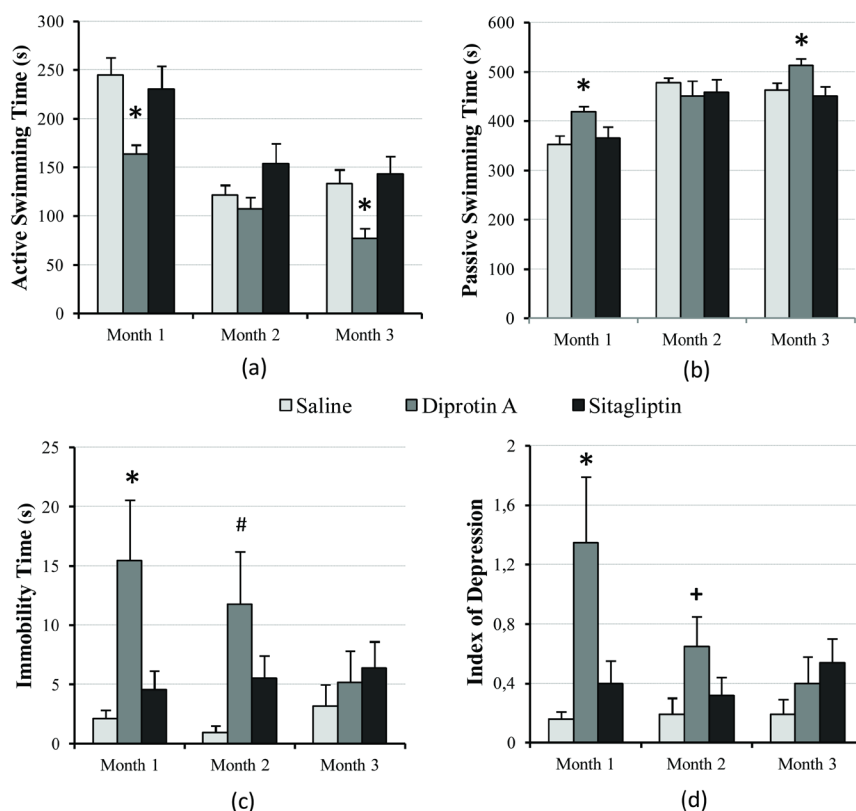 Active Swimming Time (s)
300
250
200
150
100
50
0
*
*
Month 1 Month 2 Month 3
(a)
Passive Swimming Time (s)
600
500
400
300
200
100
0
*
*
Month 1 Month 2 Month 3
(b)
Saline Diprotin A Sitagliptin
Immobility Time (s)
25
20
15
10
5
0
*
#
Month 1 Month 2 Month 3
(c)
Index of Depression
2
1,6
1,2
0,8
0,4
0
*
+
Month 1 Month 2 Month 3
(d)